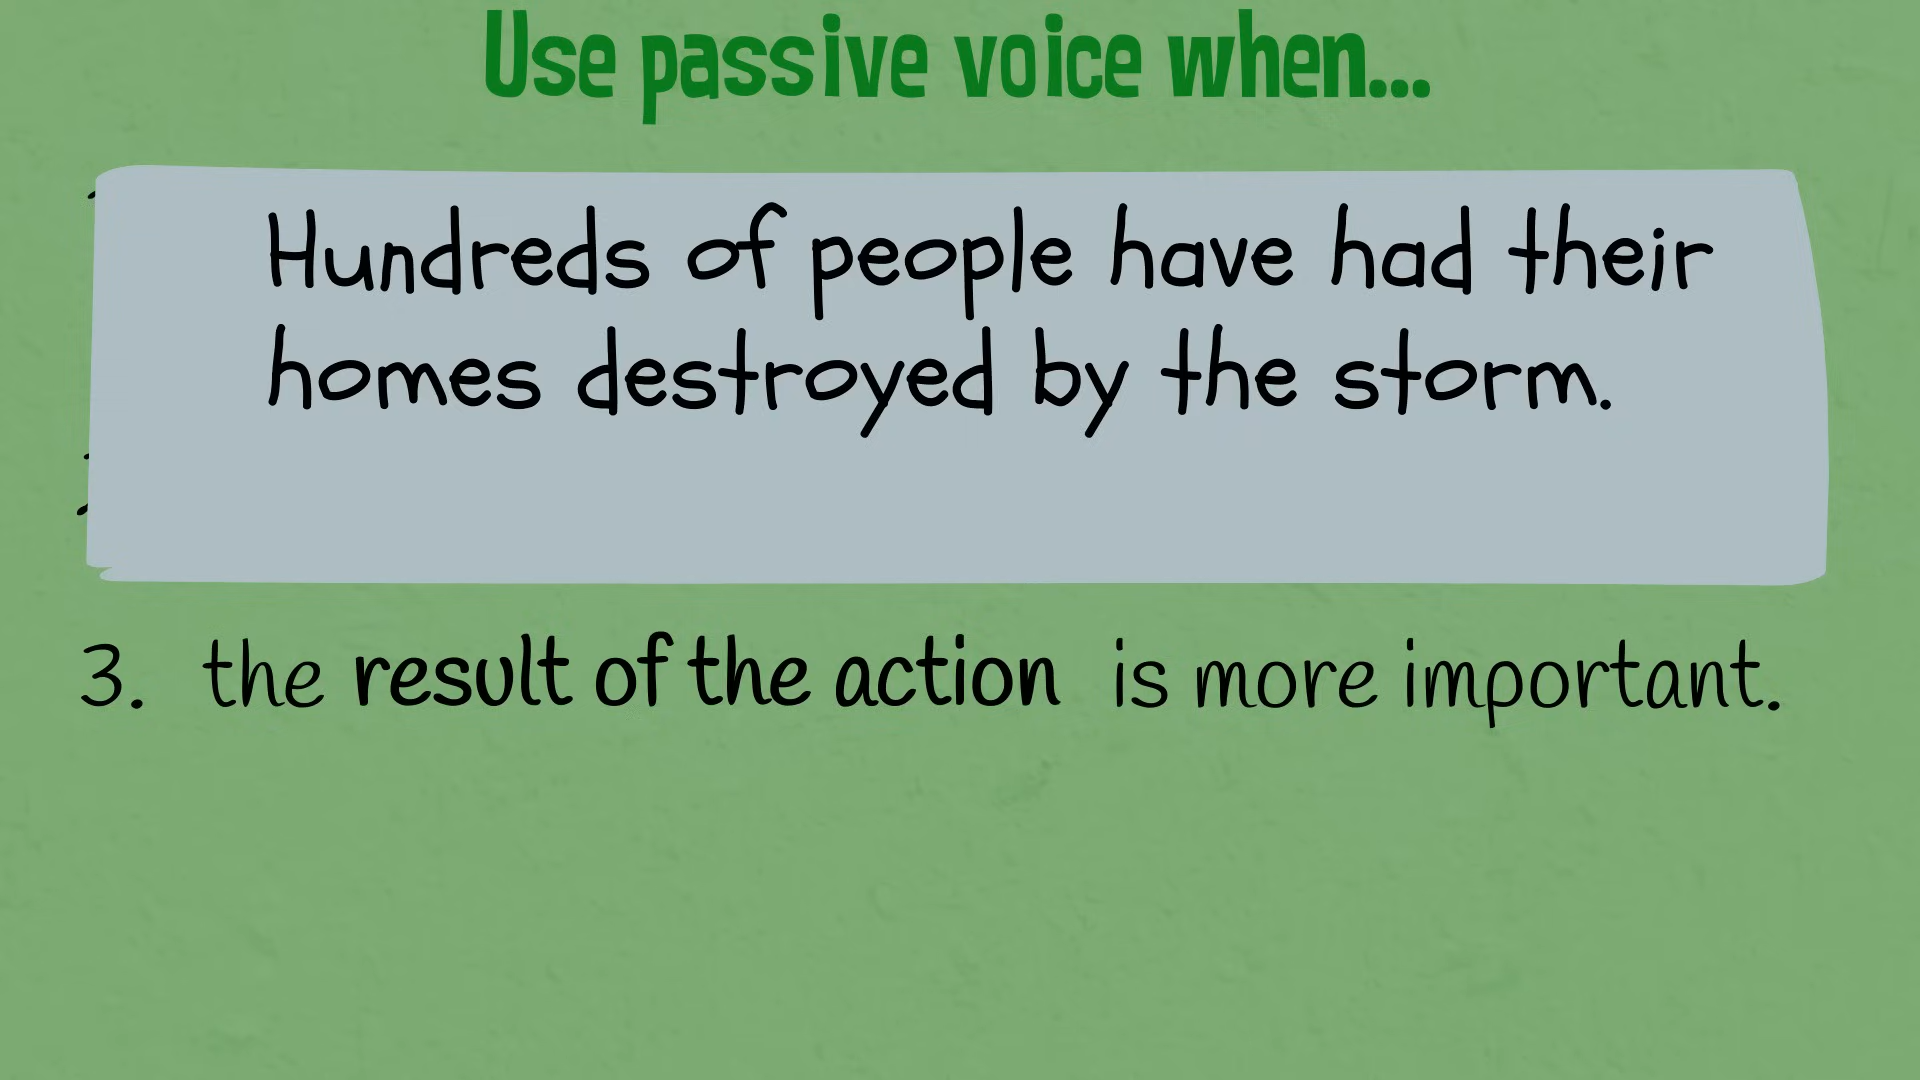 Use passive voice when...
Hundreds of people have had their
homes destroyed by the storm.
3. the result of the action is more important.